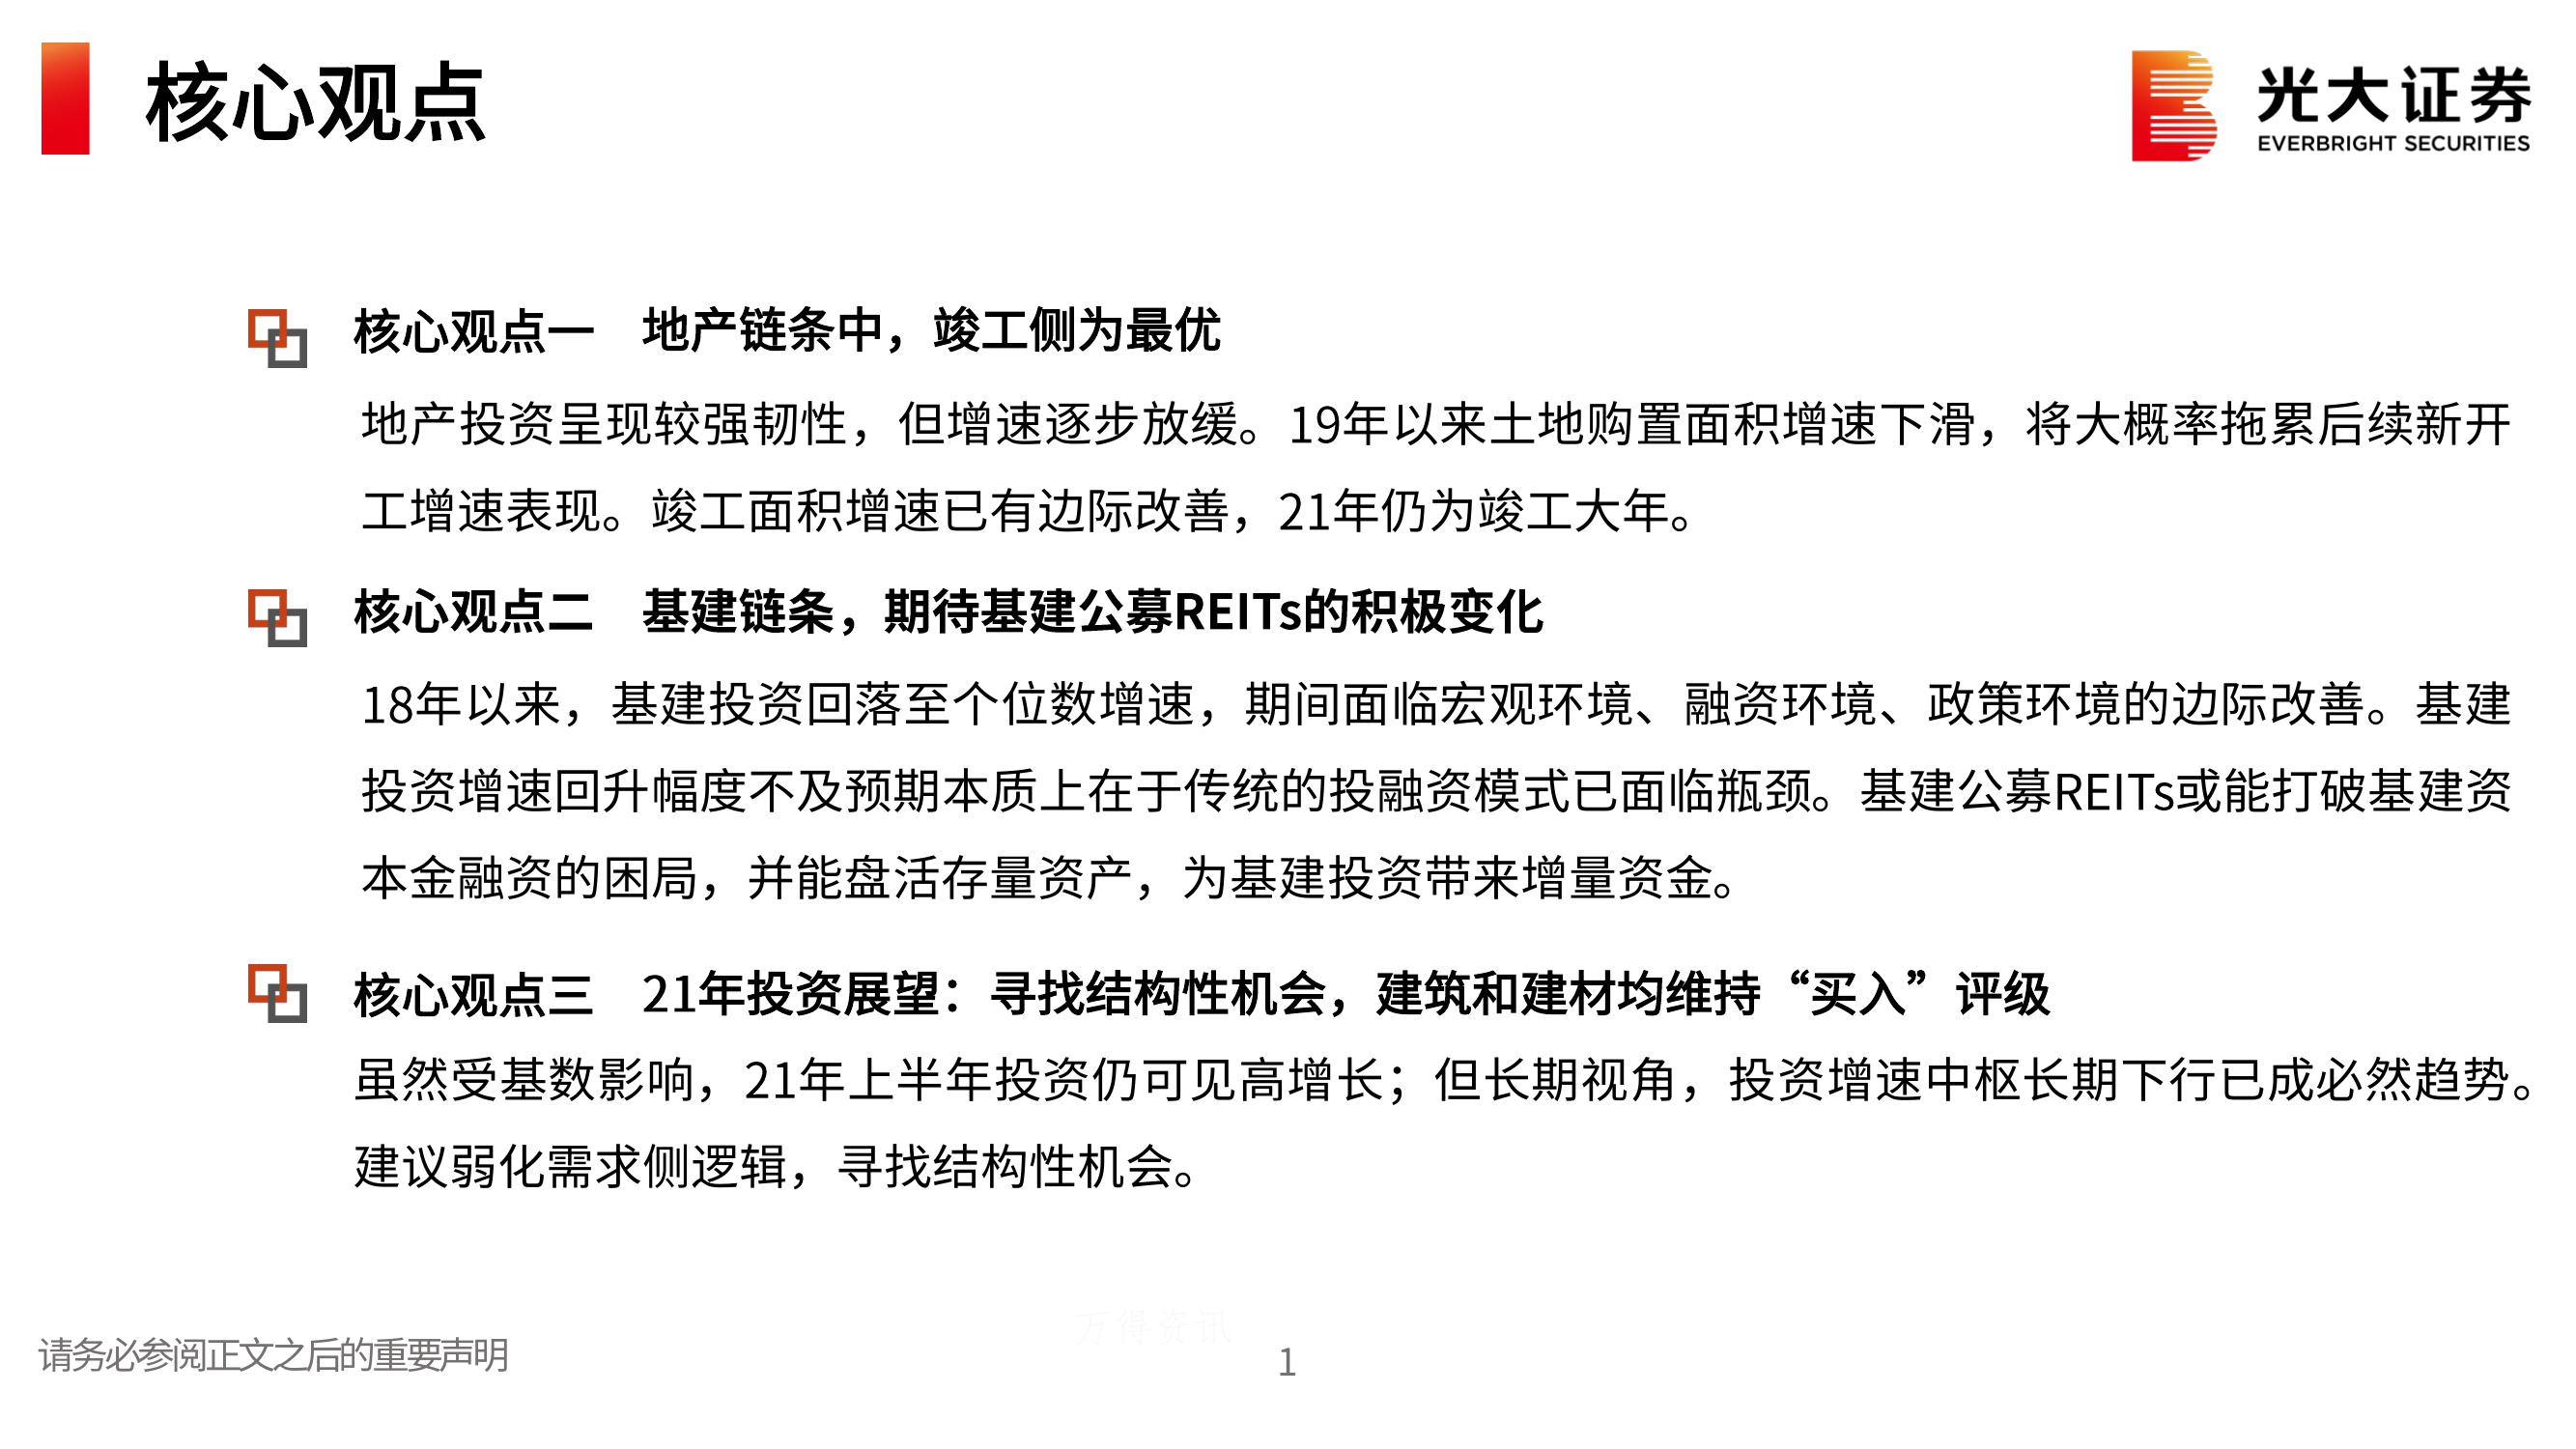 核心观点
光大证券
EVERBRIGHT SECURITIES
核心观点一 地产链条中，竣工侧为最优
地产投资呈现较强韧性，但增速逐步放缓。19年以来土地购置面积增速下滑，将大概率拖累后续新开
工增速表现。竣工面积增速已有边际改善，21年仍为竣工大年。
核心观点二 基建链条，期待基建公募REITs的积极变化
18年以来，基建投资回落至个位数增速，期间面临宏观环境、融资环境、政策环境的边际改善。基建
投资增速回升幅度不及预期本质上在于传统的投融资模式已面临瓶颈。基建公募REITs或能打破基建资
本金融资的困局，并能盘活存量资产，为基建投资带来增量资金。
核心观点三 21年投资展望：寻找结构性机会，建筑和建材均维持“买入”评级
虽然受基数影响，21年上半年投资仍可见高增长；但长期视角，投资增速中枢长期下行已成必然趋势。
建议弱化需求侧逻辑，寻找结构性机会。
万得资讯
请务必参阅正文之后的重要声明
1